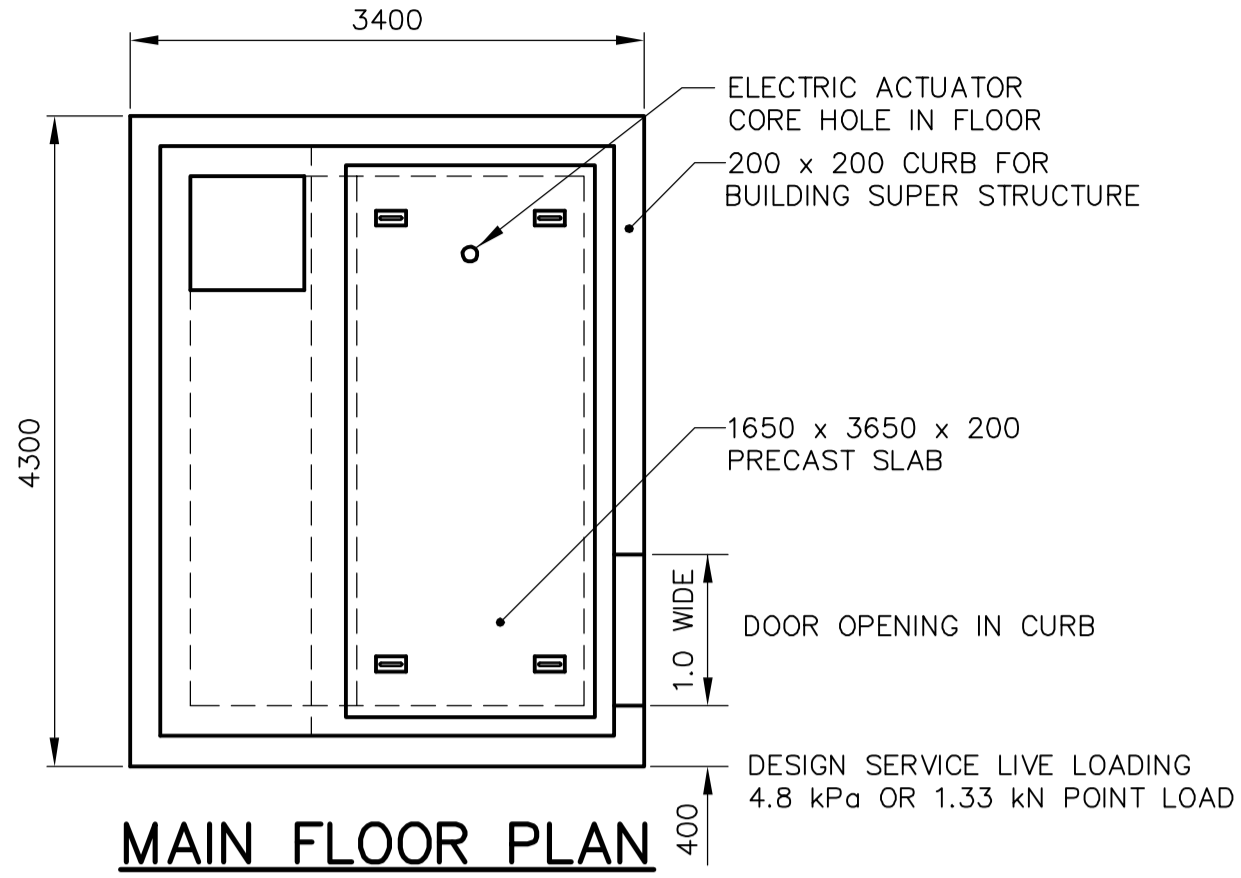 3400
ELECTRIC ACTUATOR
CORE HOLE IN FLOOR
200 x 200 CURB FOR
BUILDING SUPER STRUCTURE
4300
1650 x 3650 x 200
PRECAST SLAB
1.0 WIDE
DOOR OPENING IN CURB
DESIGN SERVICE LIVE LOADING
4.8 kPa OR 1.33 kN POINT LOAD
400
MAIN FLOOR PLAN